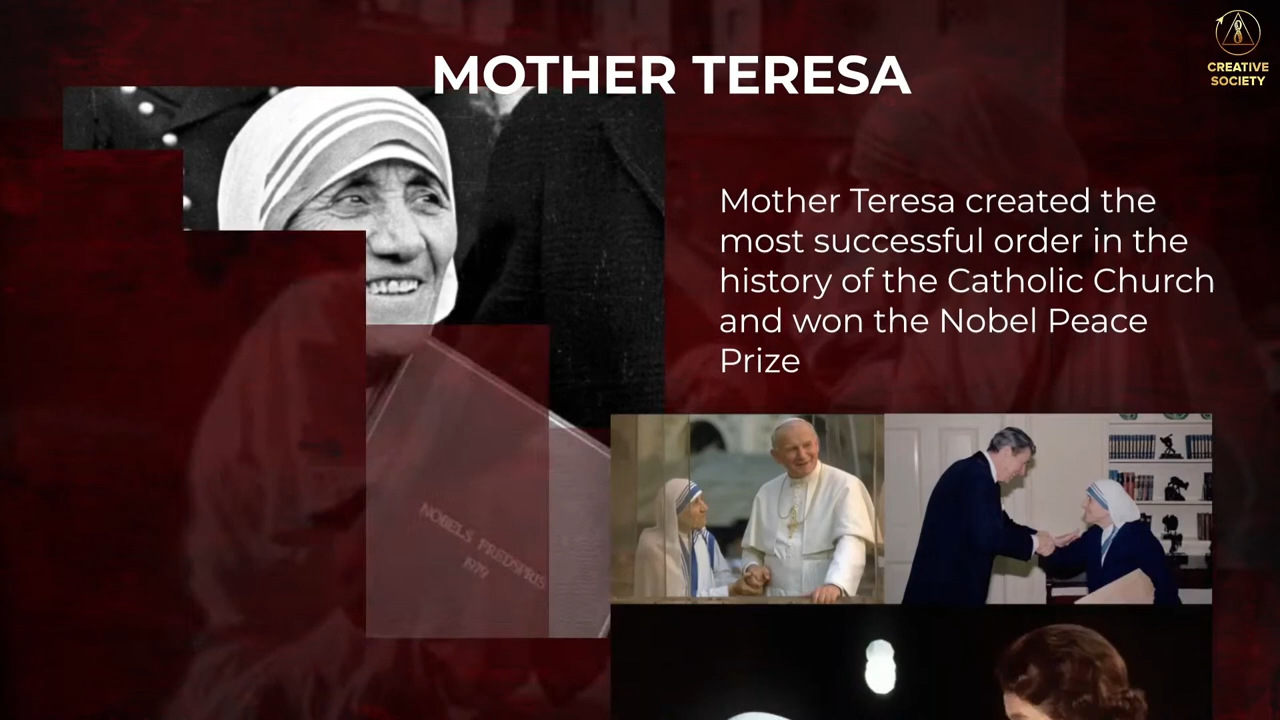 MOTHER TERESA
CREATIVE
SOCIETY
Mother Teresa created the
most successful order in the
history of the Catholic Church
and won the Nobel Peace
Prize
NOBELS FREDSPRIS
1979